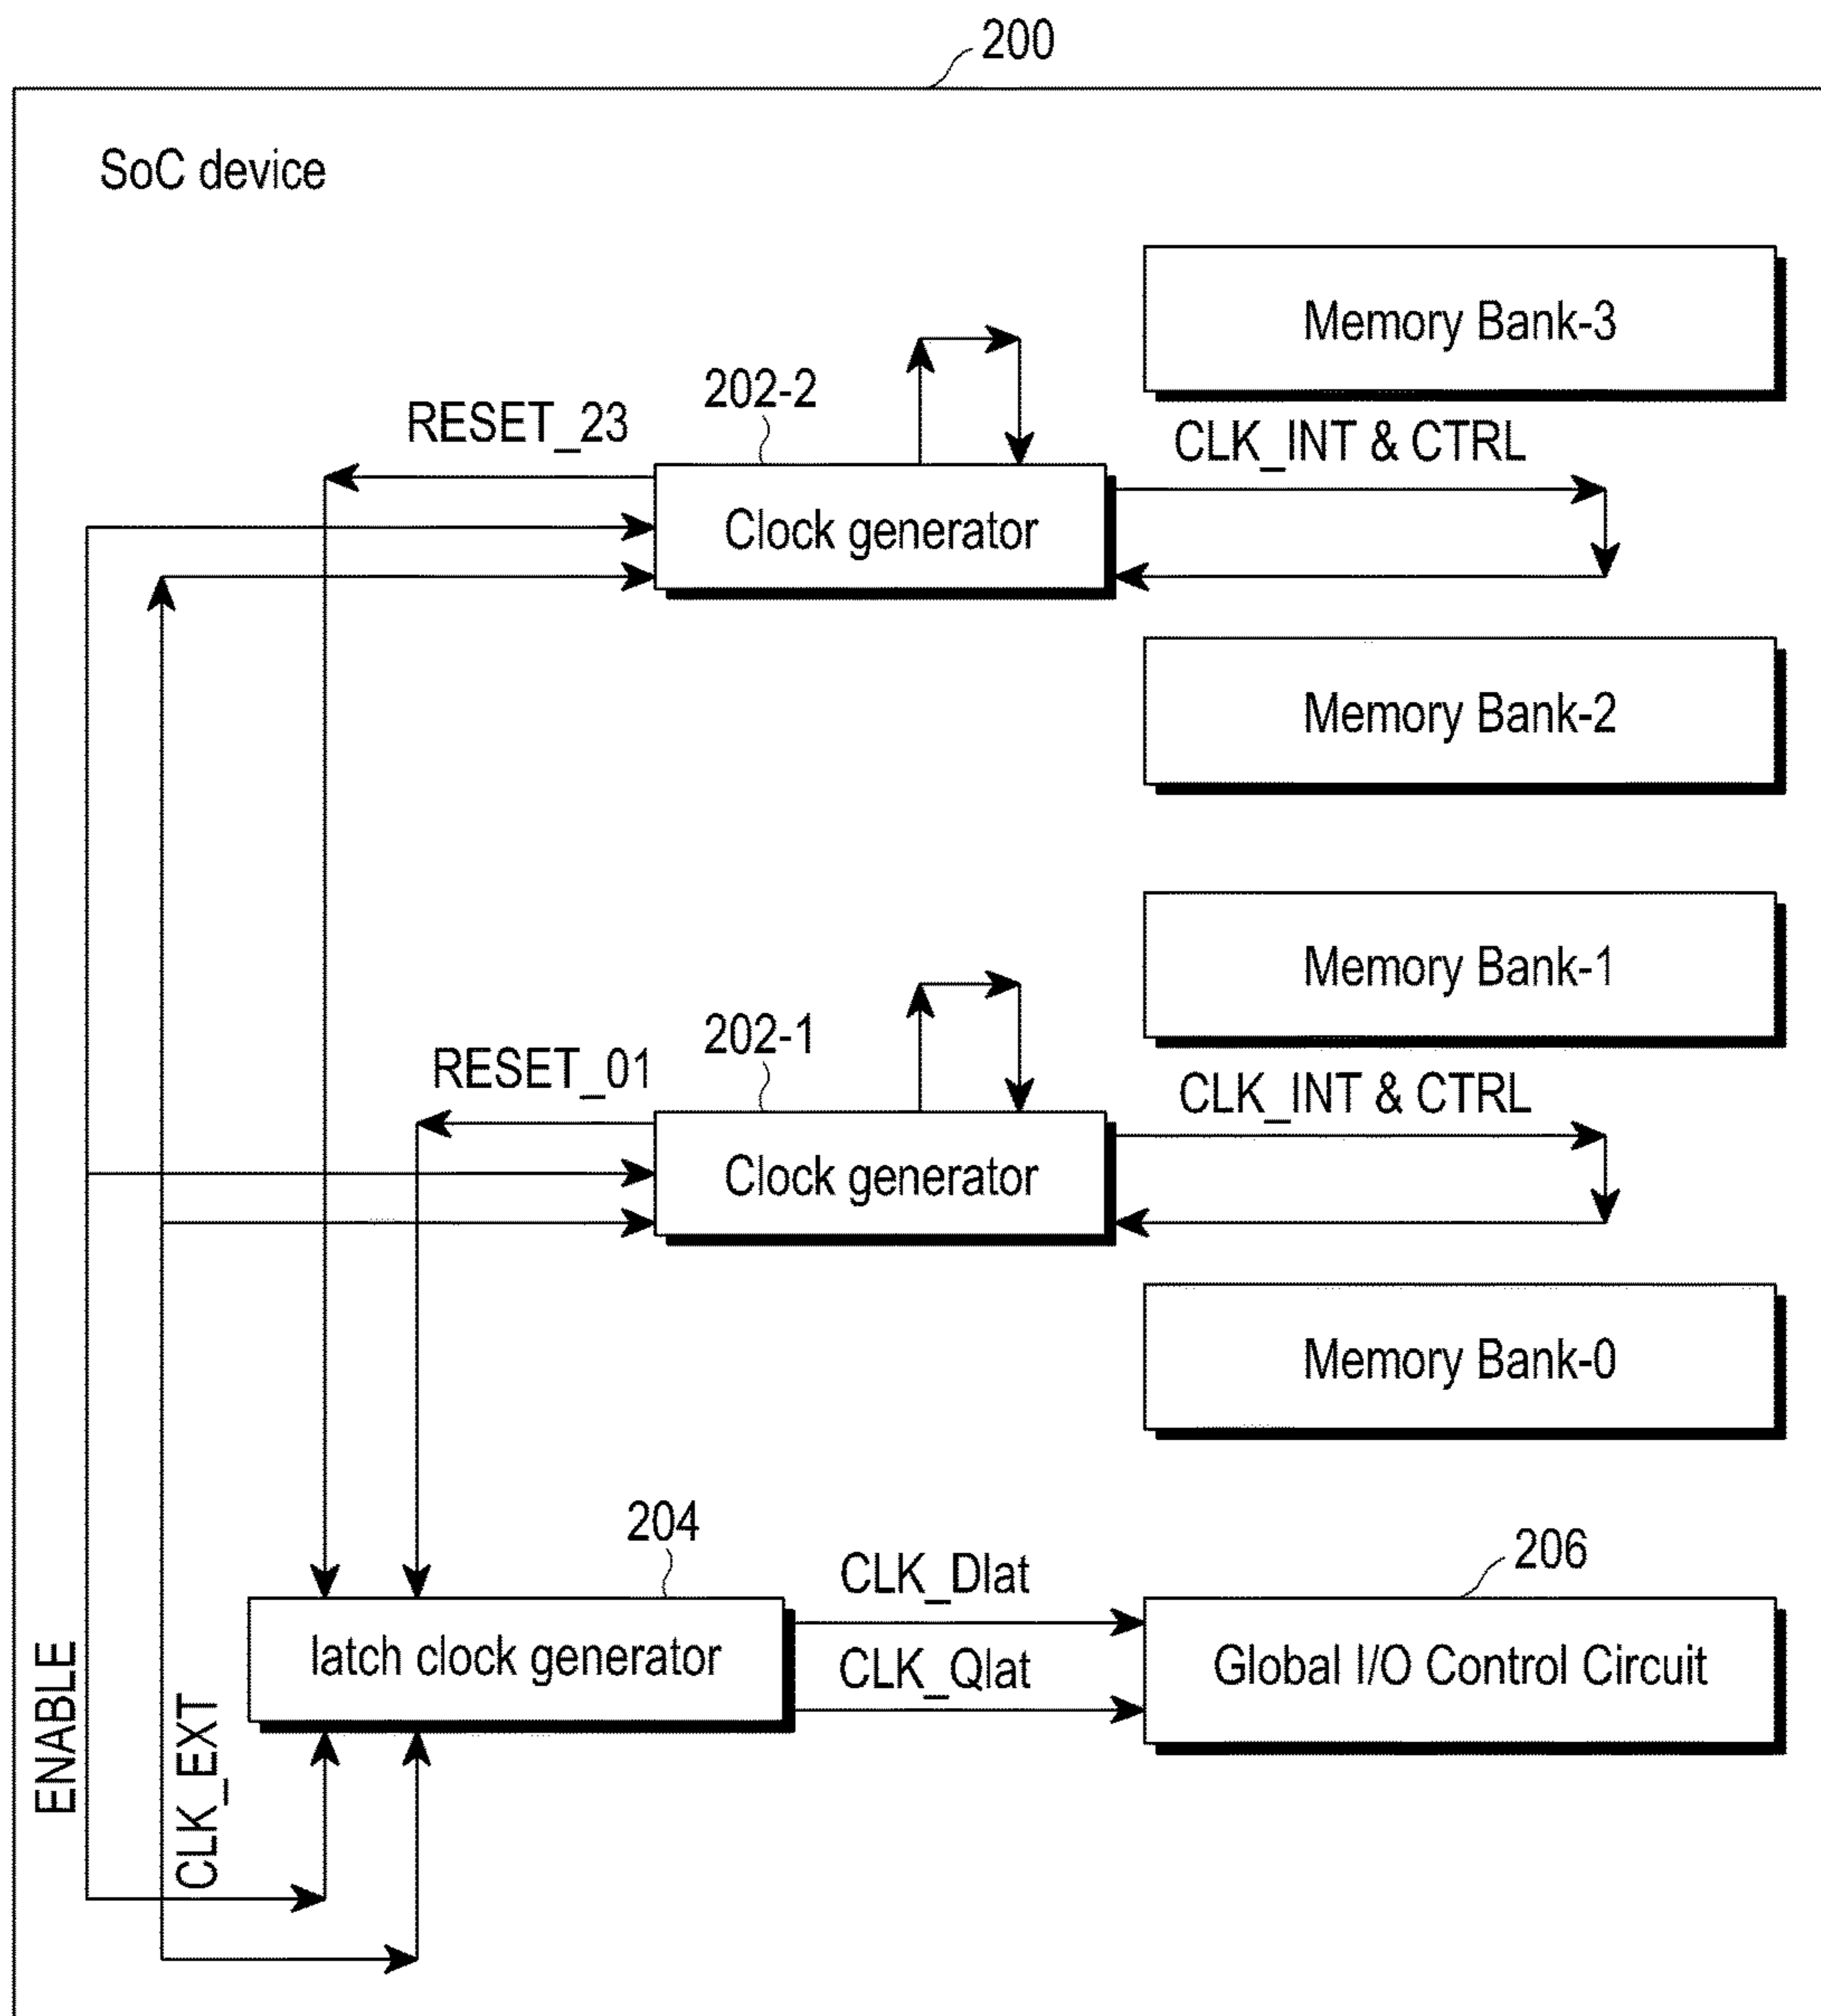 200
SoC device
Memory Bank-3
202-2
RESET_23
CLK_INT & CTRL
Clock generator
Memory Bank-2
Memory Bank-1
202-1
RESET_01
CLK_INT & CTRL
Clock generator
Memory Bank-0
204
CLK_Dlat
206
latch clock generator
CLK_Qlat
Global I/O Control Circuit
ENABLE
CLK_EXT